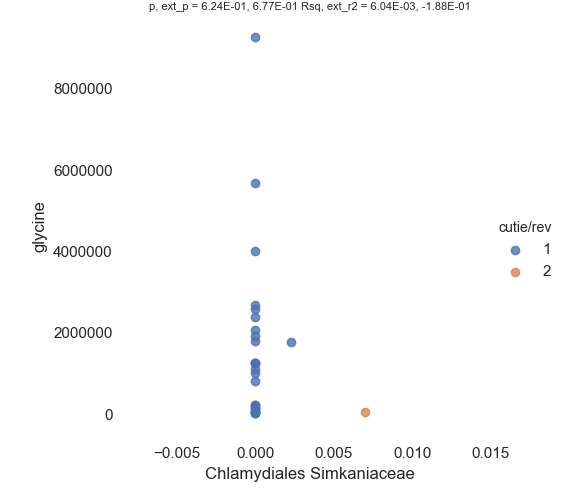 p, ext_p = 6.24E-01, 6.77E-01 Rsq, ext_r2 = 6.04E-03, -1.88E-01
8000000
6000000
4000000
2000000
0
glycine
cutie/rev
1
2
−0.005 0.000 0.005 0.010 0.015
Chlamydiales Simkaniaceae